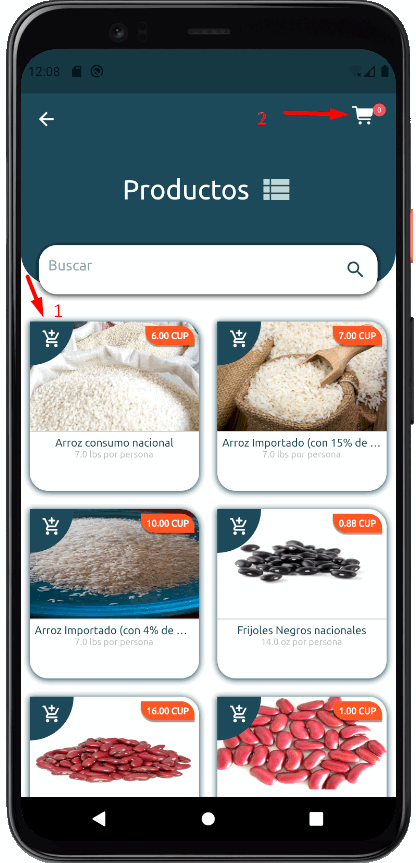 12:08
2
0
Productos
Buscar
1
6.00 CUP
7.00 CUP
Arroz consumo nacional
7.0 lbs por persona
Arroz Importado (con 15% de ...
7.0 lbs por persona
10.00 CUP
0.88 CUP
Arroz Importado (con 4% de ...
7.0 lbs por persona
Frijoles Negros nacionales
14.0 oz por persona
16.00 CUP
1.00 CUP